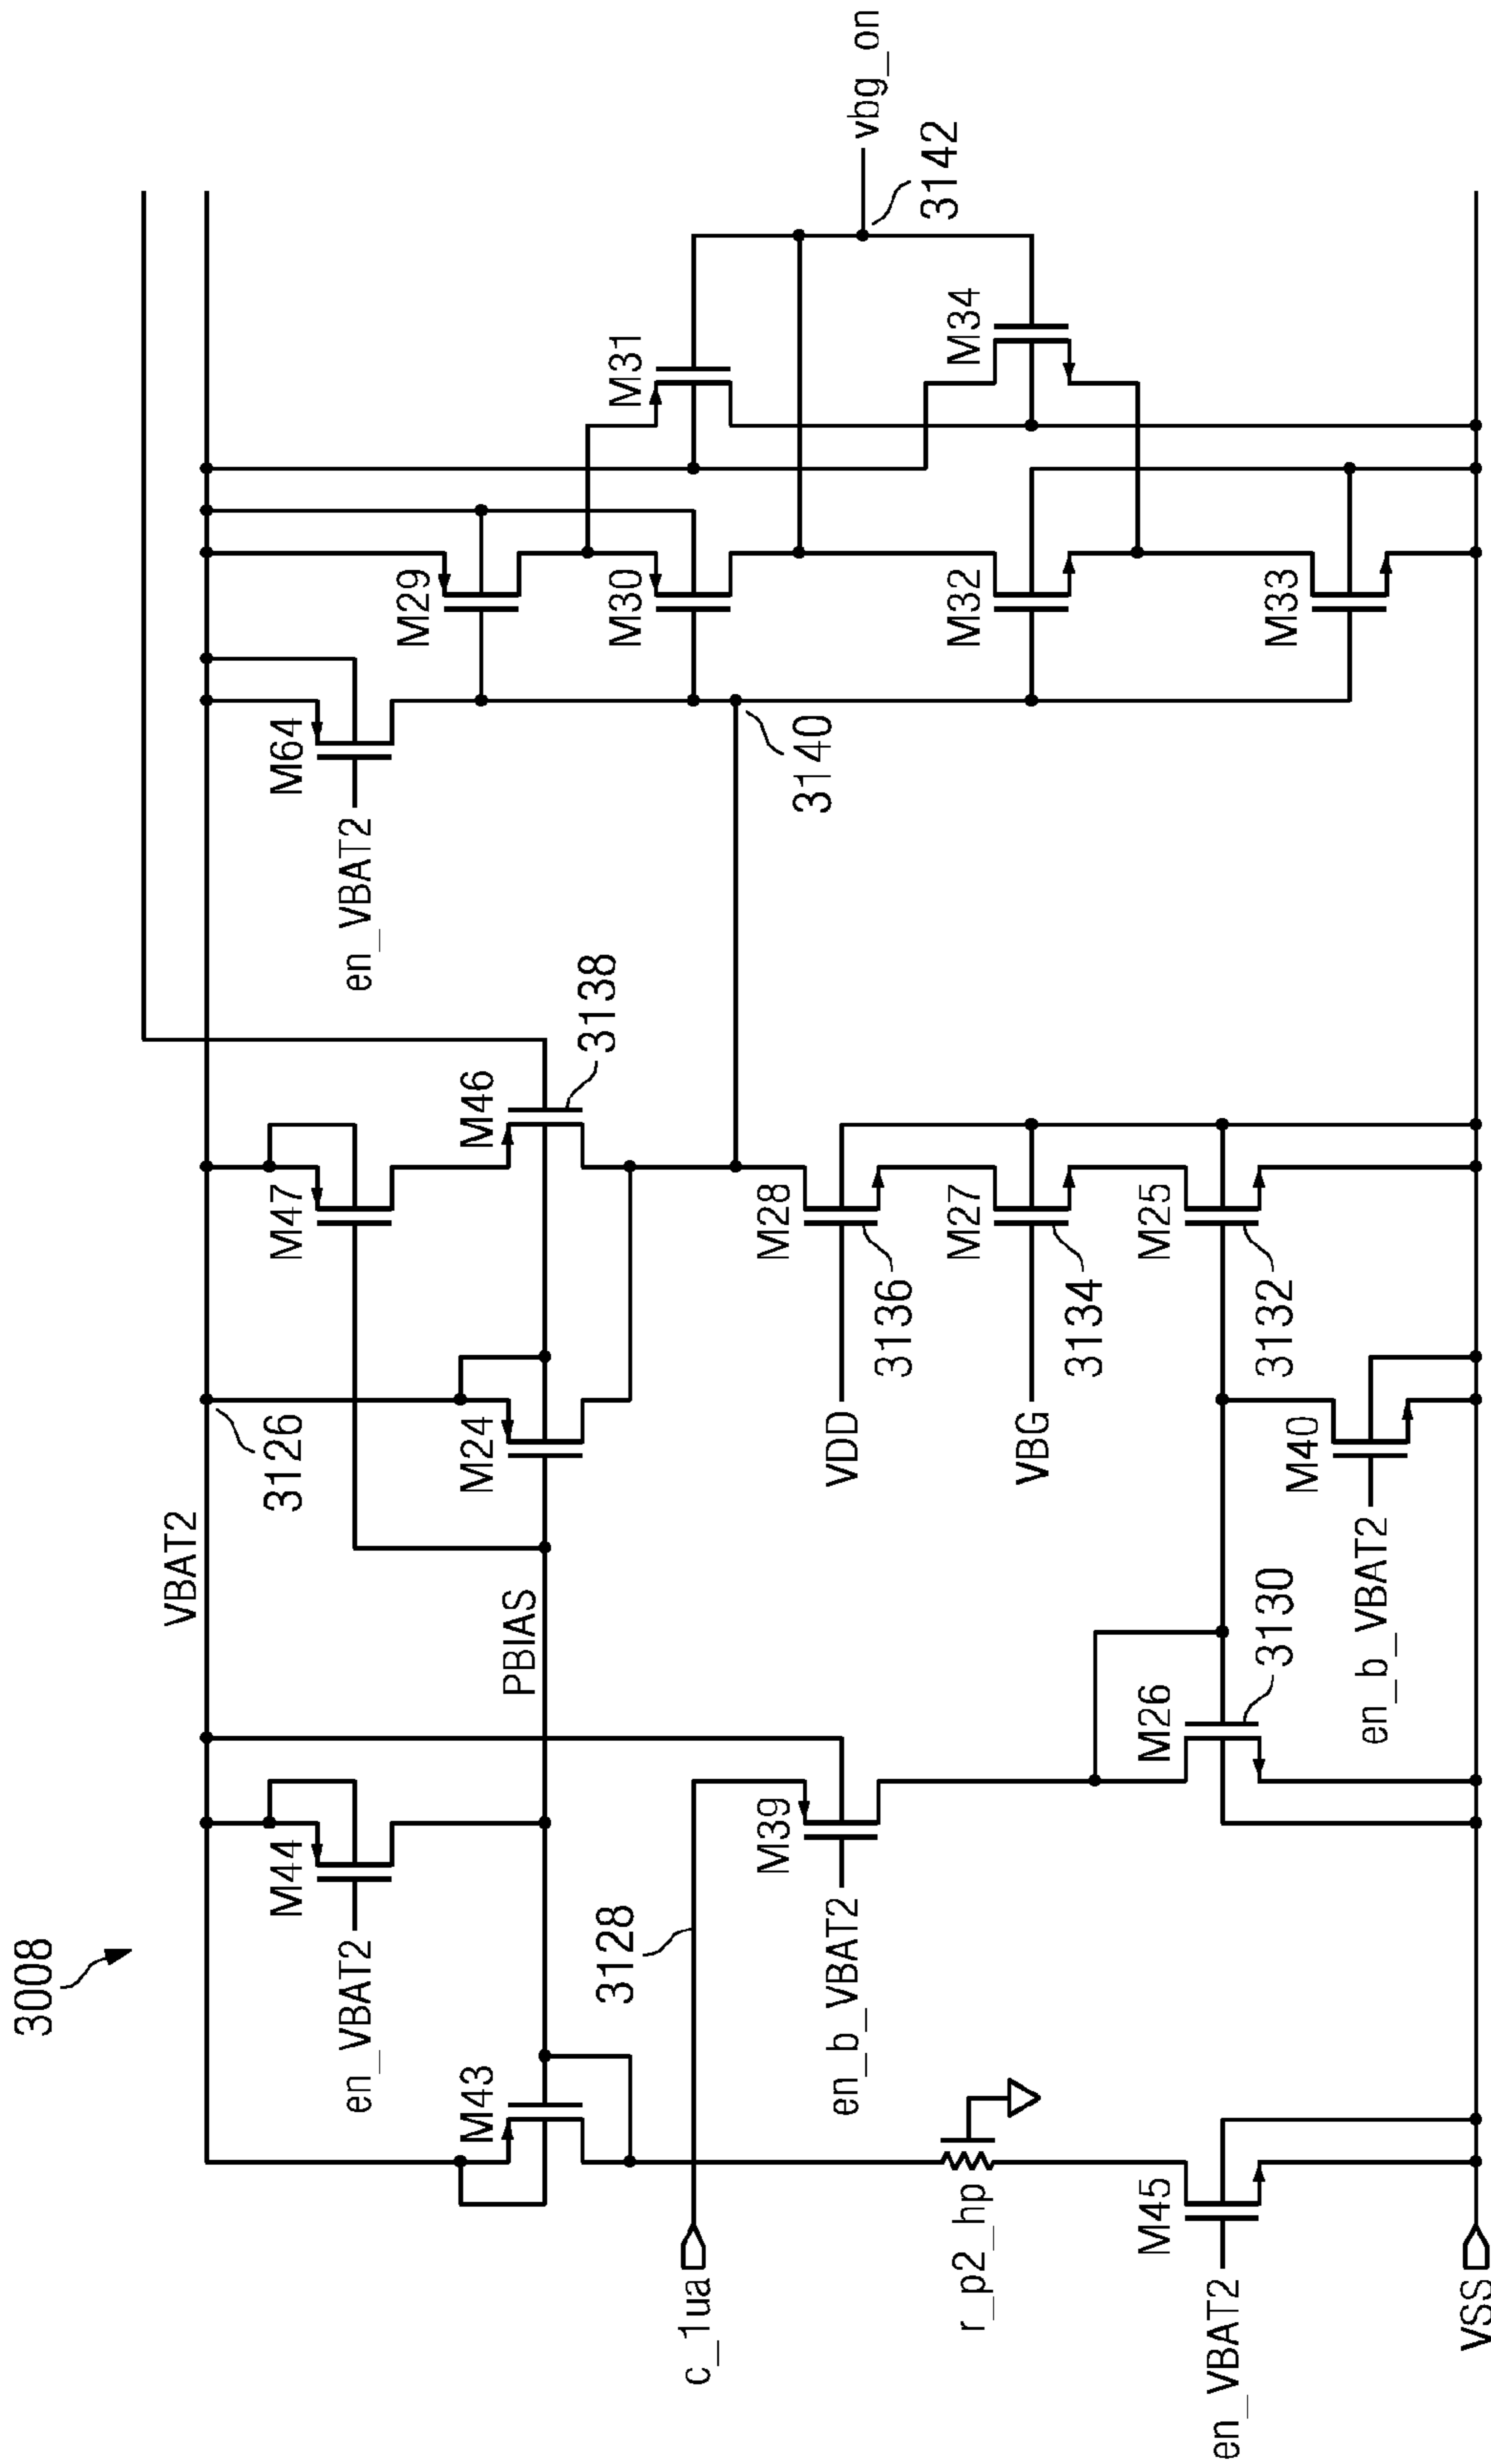 3008
VBAT2
3126
M44
en_VBAT2
M43
PBIAS
M47
M24
M46
3138
M64
en_VBAT2
M29
M30
M31
3128
c_1ua
M39
en_b_VBAT2
VDD
M28
3136
3140
vbg_on
3142
r_p2_hp
VBG
M27
3134
M32
M34
M45
en_VBAT2
M26
3130
M25
3132
M40
en_b_VBAT2
M33
VSS